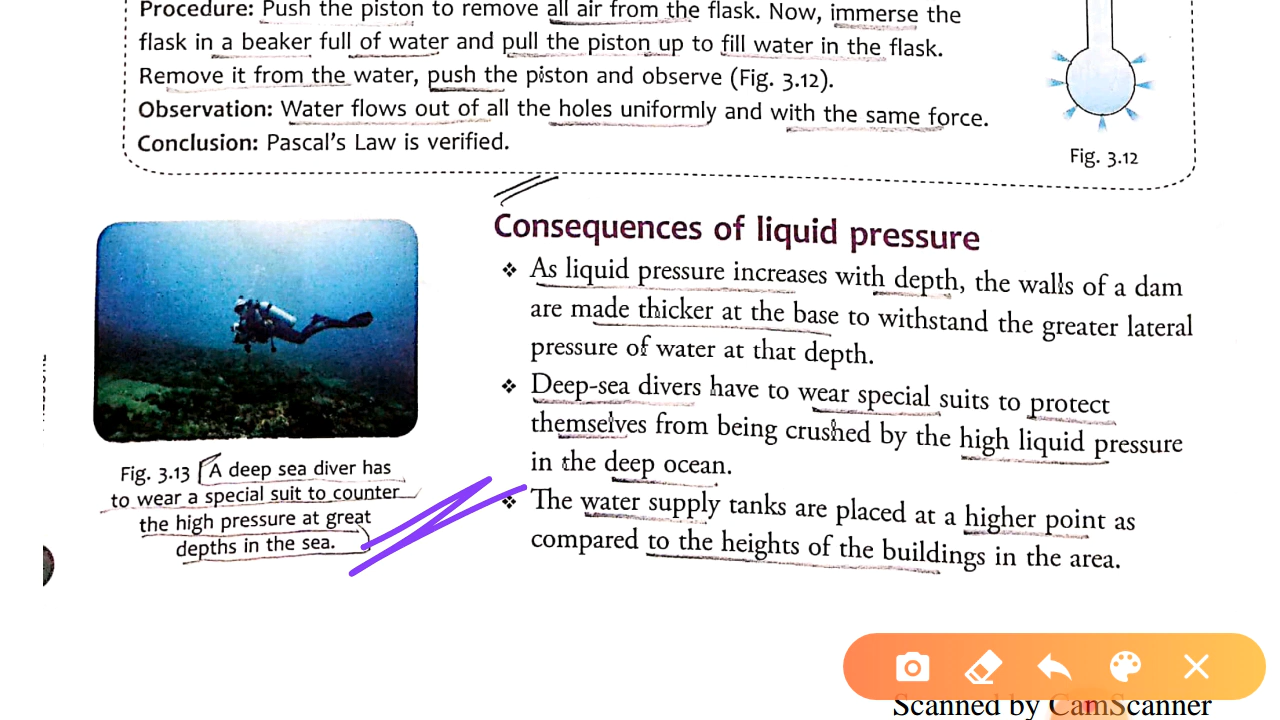 Procedure: Push the piston to remove all air from the flask. Now, immerse the
flask in a beaker full of water and pull the piston up to fill water in the flask.
Remove it from the water, push the piston and observe (Fig. 3.12).
Observation: Water flows out of all the holes uniformly and with the same force.
Conclusion: Pascal's Law is verified.
Fig. 3.12
Consequences of liquid pressure
❖ As liquid pressure increases with depth, the walls of a dam
are made thicker at the base to withstand the greater lateral
pressure of water at that depth.
❖ Deep-sea divers have to wear special suits to protect
themselves from being crushed by the high liquid pressure
in the deep ocean.
❖ The water supply tanks are placed at a higher point as
compared to the heights of the buildings in the area.
Fig. 3.13 A deep sea diver has
to wear a special suit to counter
the high pressure at great
depths in the sea.
Scanned by CamScanner